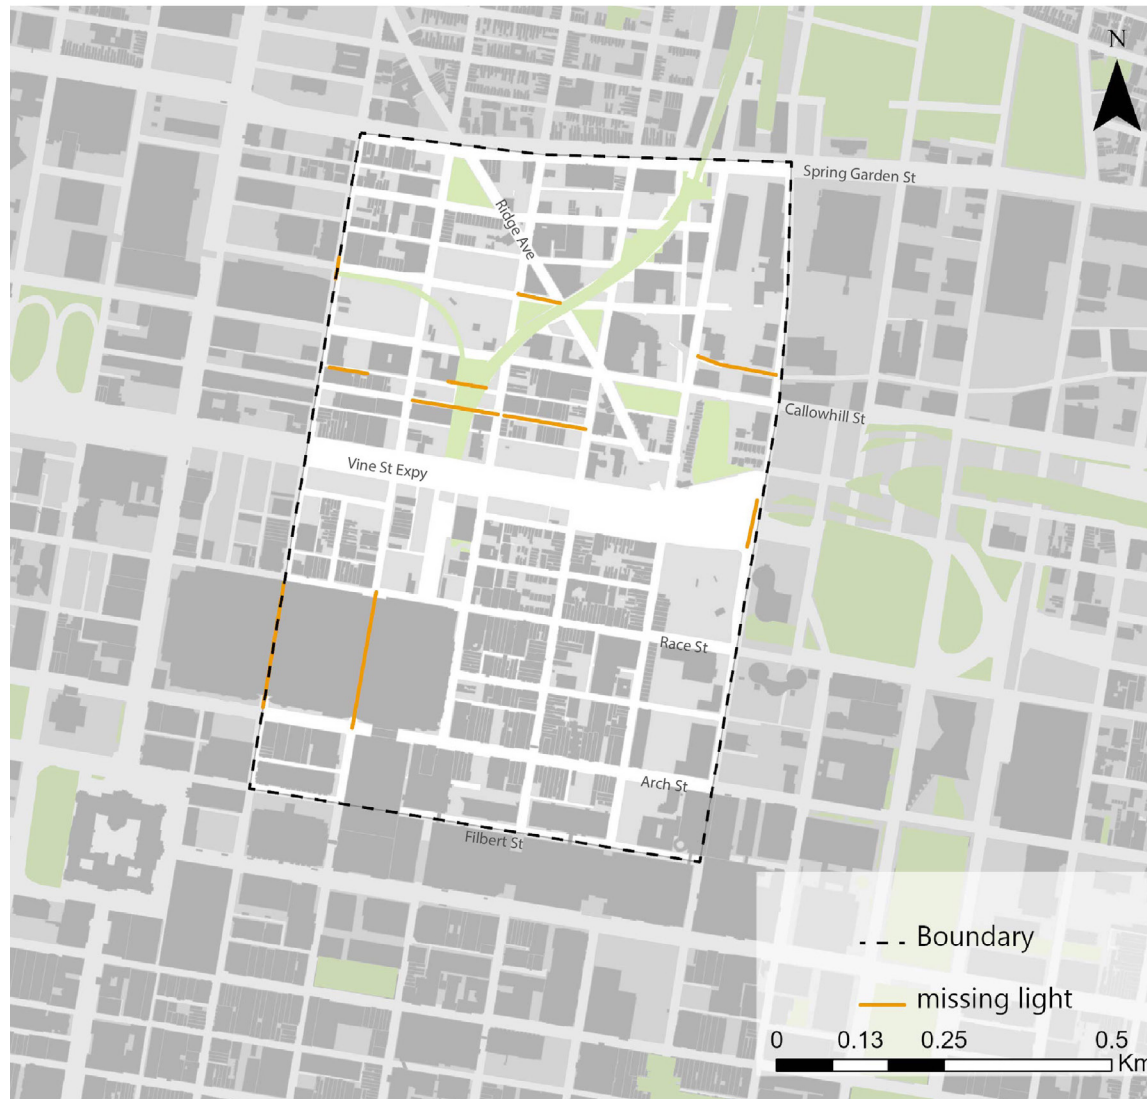 N
Spring Garden St
Ridge Ave
Callowhill St
Vine St Expy
Race St
Arch St
Filbert St
Boundary
missing light
0 0.13 0.25 0.5
Km